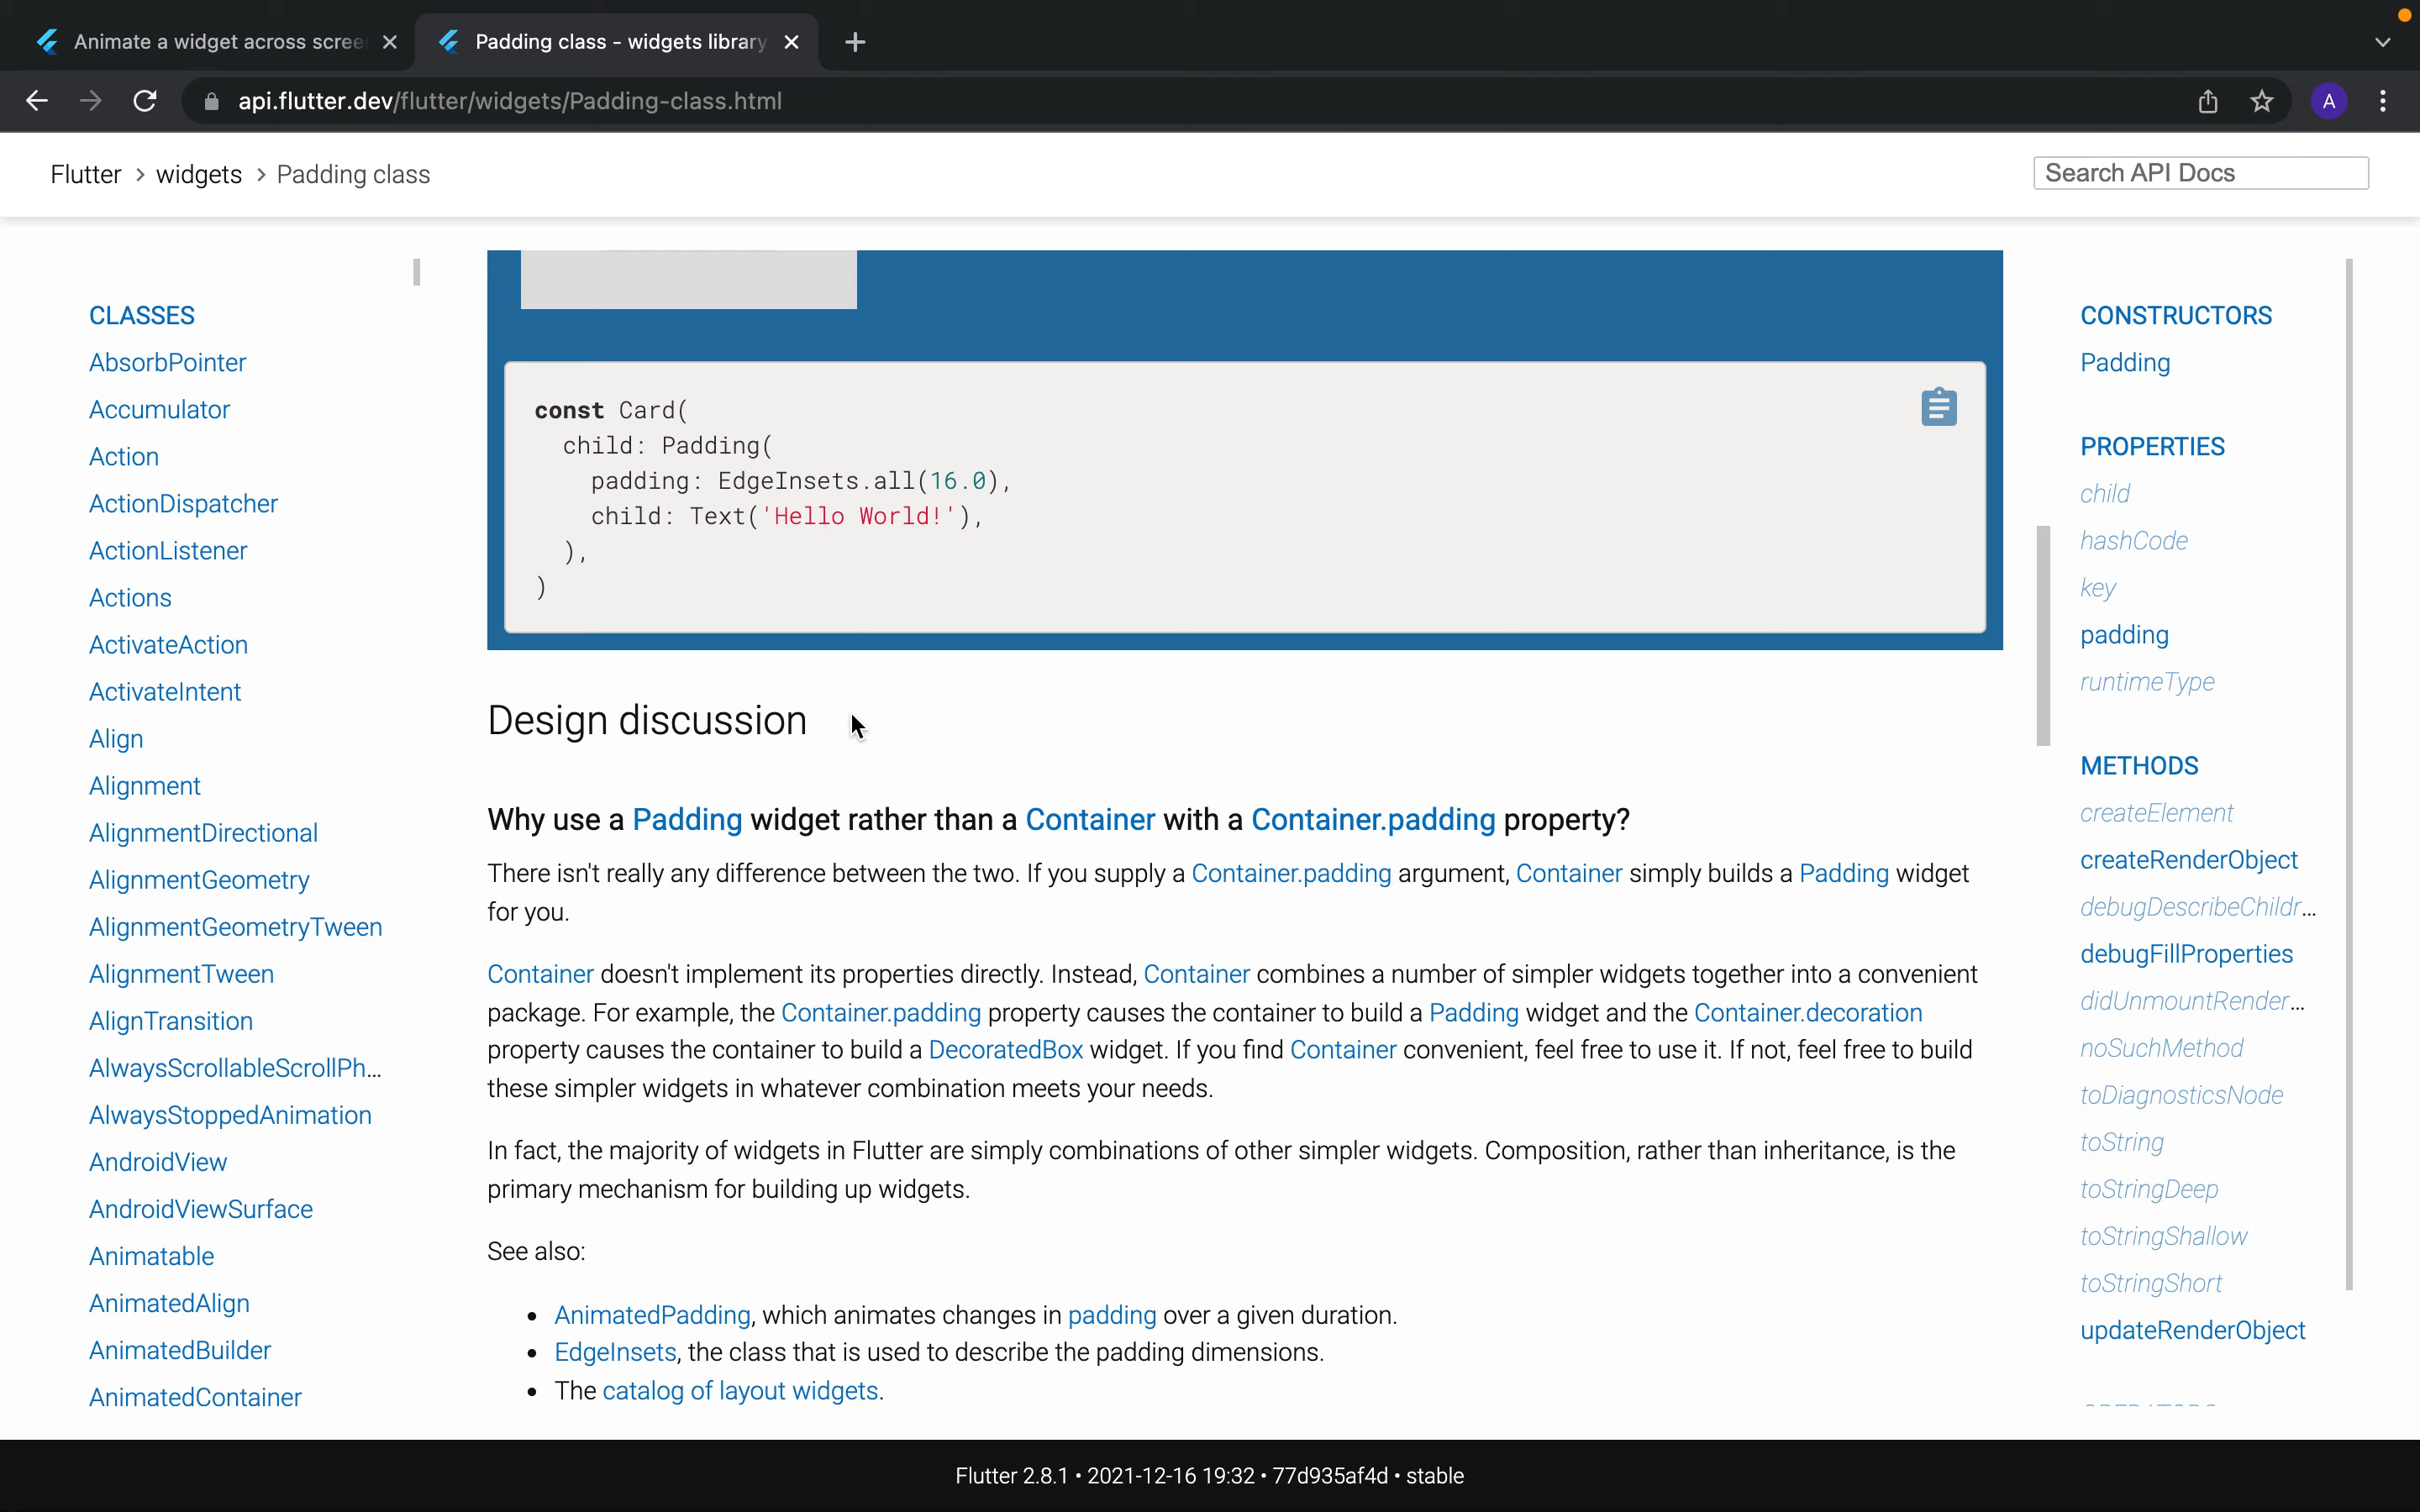 Animate a widget across scree
Padding class - widgets library
api.flutter.dev/flutter/widgets/Padding-class.html
A
Flutter > widgets > Padding class
Search API Docs
CLASSES
AbsorbPointer
Accumulator
Action
ActionDispatcher
ActionListener
Actions
ActivateAction
ActivateIntent
Align
Alignment
AlignmentDirectional
AlignmentGeometry
AlignmentGeometryTween
AlignmentTween
AlignTransition
AlwaysScrollableScrollPh...
AlwaysStoppedAnimation
AndroidView
AndroidViewSurface
Animatable
AnimatedAlign
AnimatedBuilder
AnimatedContainer
const Card(
child: Padding(
padding: EdgeInsets.all(16.0),
child: Text('Hello World!'),
),
)
Design discussion
Why use a Padding widget rather than a Container with a Container.padding property?
There isn't really any difference between the two. If you supply a Container.padding argument, Container simply builds a Padding widget
for you.
Container doesn't implement its properties directly. Instead, Container combines a number of simpler widgets together into a convenient
package. For example, the Container.padding property causes the container to build a Padding widget and the Container.decoration
property causes the container to build a DecoratedBox widget. If you find Container convenient, feel free to use it. If not, feel free to build
these simpler widgets in whatever combination meets your needs.
In fact, the majority of widgets in Flutter are simply combinations of other simpler widgets. Composition, rather than inheritance, is the
primary mechanism for building up widgets.
See also:
• AnimatedPadding, which animates changes in padding over a given duration.
• EdgeInsets, the class that is used to describe the padding dimensions.
• The catalog of layout widgets.
CONSTRUCTORS
Padding
PROPERTIES
child
hashCode
key
padding
runtimeType
METHODS
createElement
createRenderObject
debugDescribeChildr...
debugFillProperties
didUnmountRender...
noSuchMethod
toDiagnosticsNode
toString
toStringDeep
toStringShallow
toStringShort
updateRenderObject
Flutter 2.8.1 • 2021-12-16 19:32 • 77d935af4d • stable